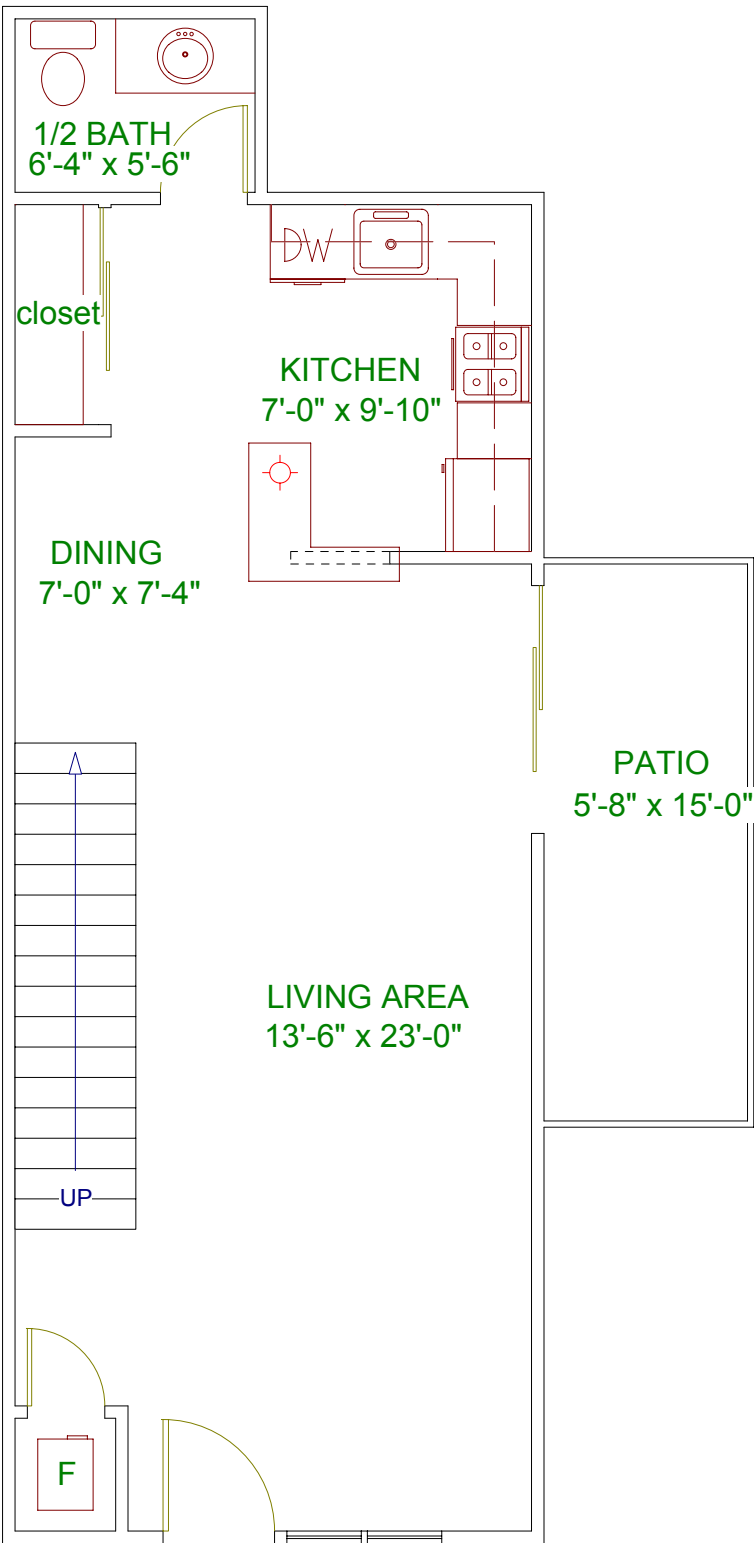 1/2 BATH
6'-4" x 5'-6"
DW
closet
KITCHEN
7'-0" x 9'-10"
DINING
7'-0" x 7'-4"
PATIO
5'-8" x 15'-0"
LIVING AREA
13'-6" x 23'-0"
UP
F